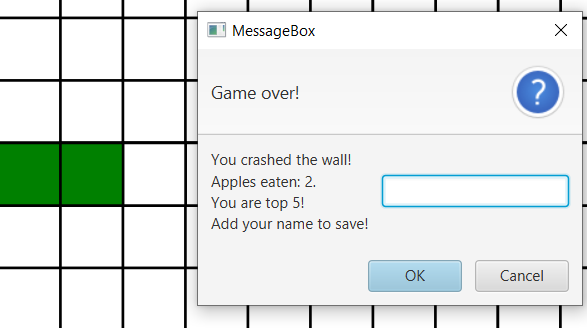 MessageBox
Game over!
?
You crashed the wall!
Apples eaten: 2.
You are top 5!
Add your name to save!
OK
Cancel